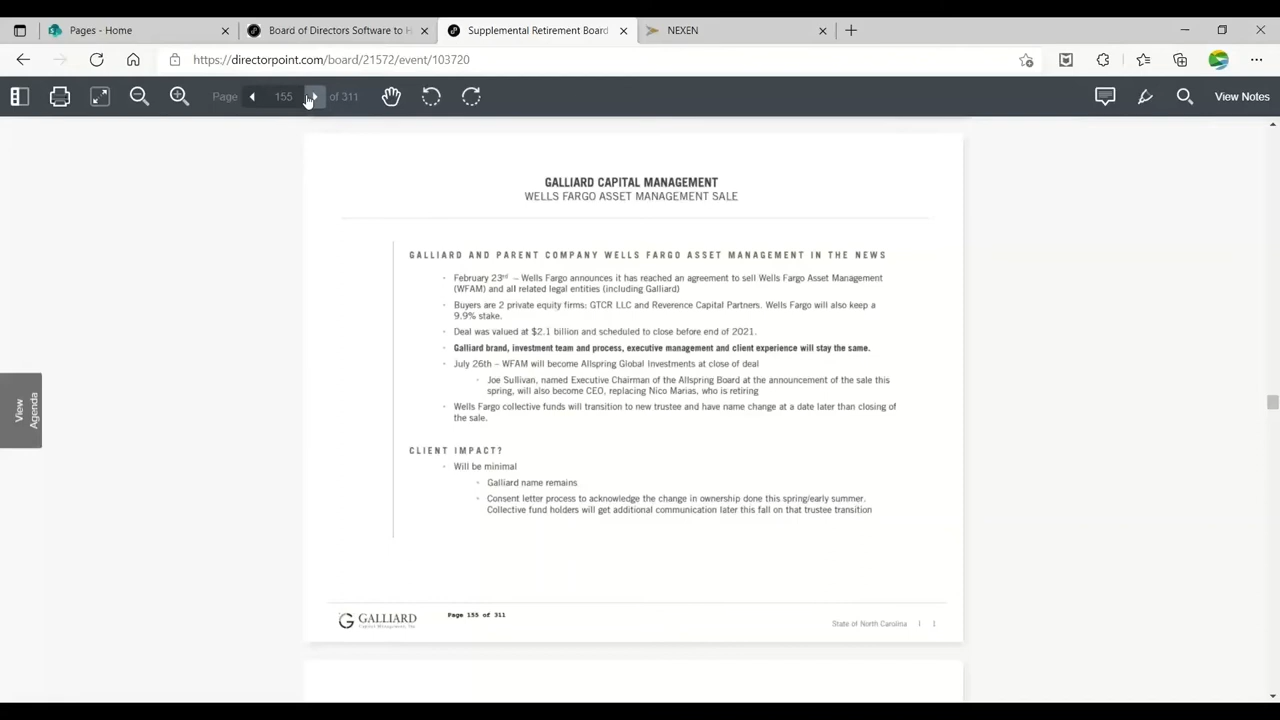 Pages - Home
Board of Directors Software to H
Supplemental Retirement Board
NEXEN
https://directorpoint.com/board/21572/event/103720
Page 155 of 311
View Notes
View Agenda
GALLIARD CAPITAL MANAGEMENT
WELLS FARGO ASSET MANAGEMENT SALE
GALLIARD AND PARENT COMPANY WELLS FARGO ASSET MANAGEMENT IN THE NEWS
· February 23rd – Wells Fargo announces it has reached an agreement to sell Wells Fargo Asset Management
(WFAM) and all related legal entities (including Galliard)
· Buyers are 2 private equity firms: GTCR LLC and Reverence Capital Partners. Wells Fargo will also keep a
9.9% stake.
· Deal was valued at $2.1 billion and scheduled to close before end of 2021.
· Galliard brand, investment team and process, executive management and client experience will stay the same.
· July 26th – WFAM will become Allspring Global Investments at close of deal
· Joe Sullivan, named Executive Chairman of the Allspring Board at the announcement of the sale this
spring, will also become CEO, replacing Nico Marias, who is retiring
· Wells Fargo collective funds will transition to new trustee and have name change at a date later than closing of
the sale.
CLIENT IMPACT?
· Will be minimal
· Galliard name remains
· Consent letter process to acknowledge the change in ownership done this spring/early summer.
Collective fund holders will get additional communication later this fall on that trustee transition
GALLIARD
Capital Management, Inc.
Page 155 of 311
State of North Carolina | 1